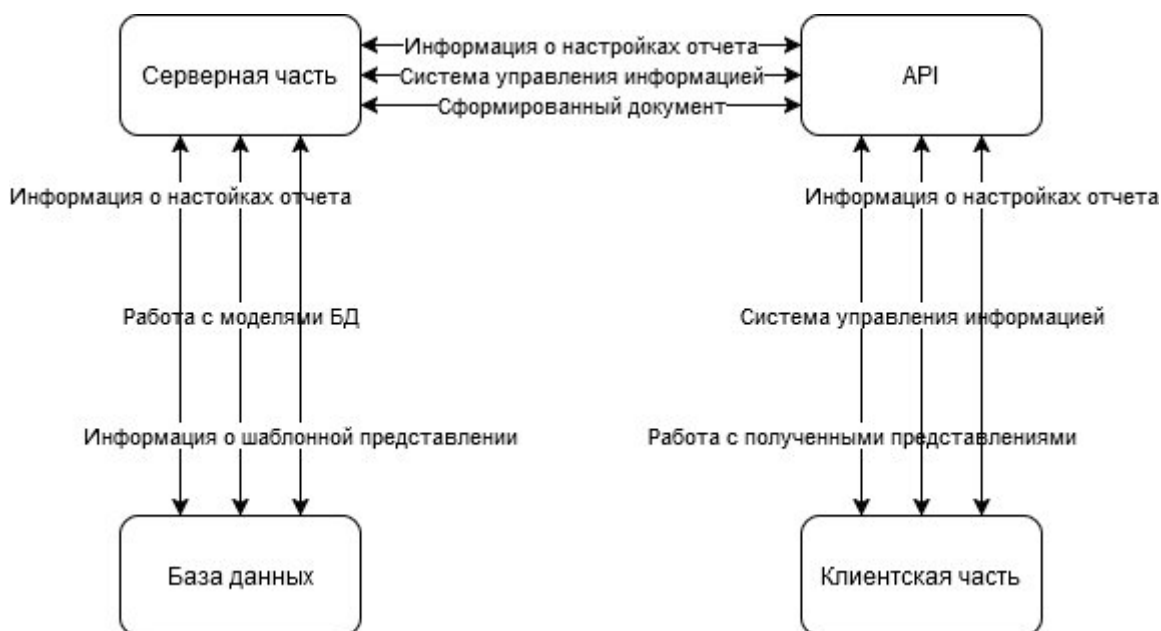 Информация о настройках отчета
Серверная часть
Система управления информацией
API
Сформированный документ
Информация о настойках отчета
Информация о настройках отчета
Работа с моделями БД
Система управления информацией
Информация о шаблонной представлении
Работа с полученными представлениями
База данных
Клиентская часть